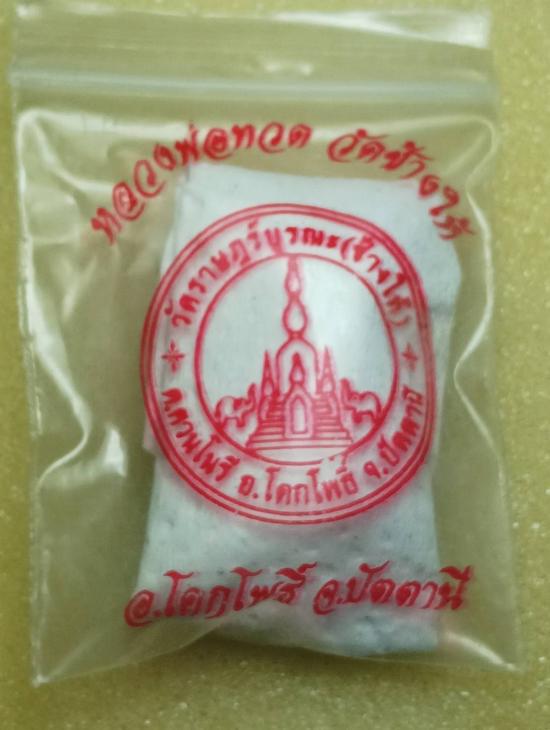 หลวงพ่อทวด วัดช้างให้
วัดราษฎร์บูรณะ(ช้างให้)
ต.ควนโนรี อ.โคกโพธิ์ จ.ปัตตานี
อ.โคกโพธิ์ จ.ปัตตานี